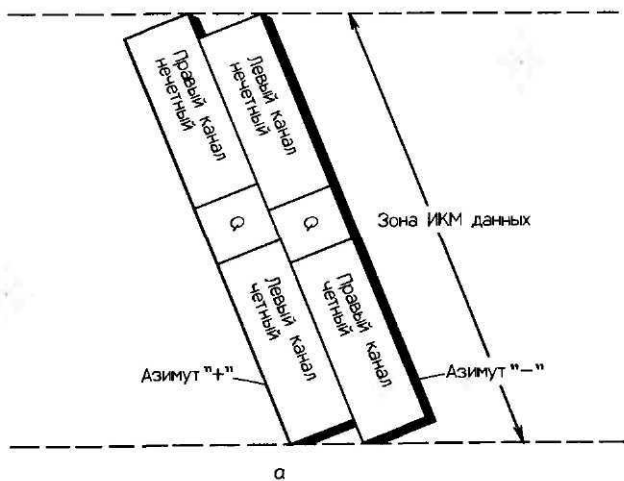 Правый канал
нечетный
Левый канал
нечетный
Q
Q
Зона ИКМ данных
Левый канал
четный
Правый канал
четный
Азимут "+"
Азимут "−"
а